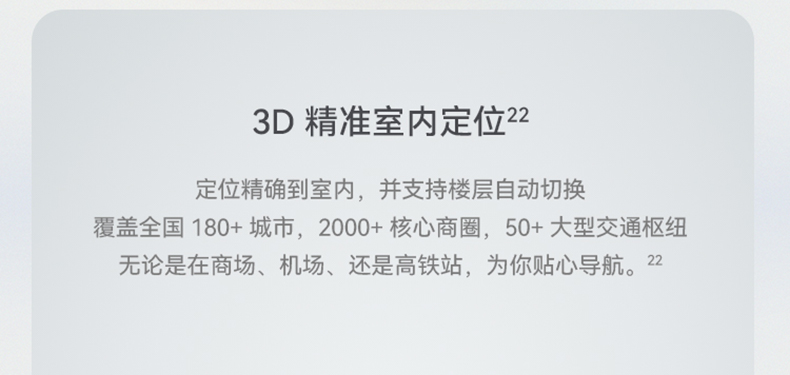 3D 精准室内定位²²
定位精确到室内，并支持楼层自动切换
覆盖全国 180+ 城市，2000+ 核心商圈，50+ 大型交通枢纽
无论是在商场、机场、还是高铁站，为你贴心导航。²²